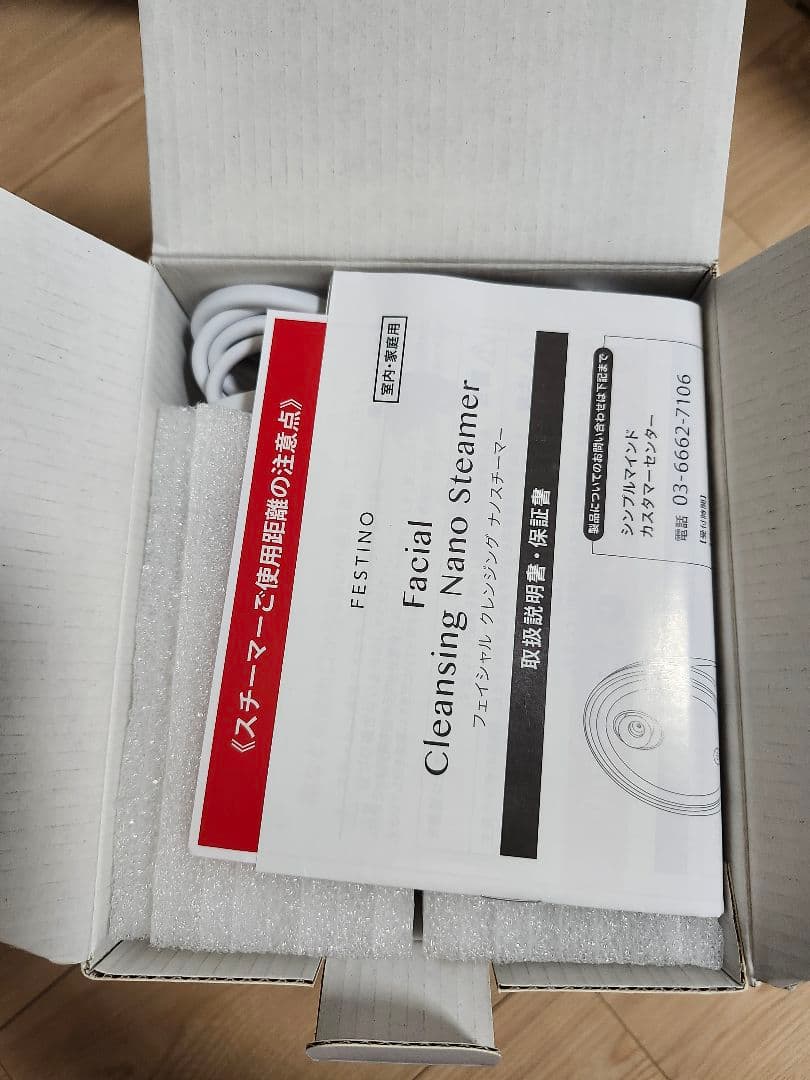 《スチーマーご使用距離の注意点》
室内・家庭用
FESTINO
Facial
Cleansing Nano Steamer
フェイシャル クレンジング ナノスチーマー
取扱説明書・保証書
製品についてのお問い合わせは下記まで
シンプルマインド
カスタマーセンター
電話 03-6662-7106
【受付時間】